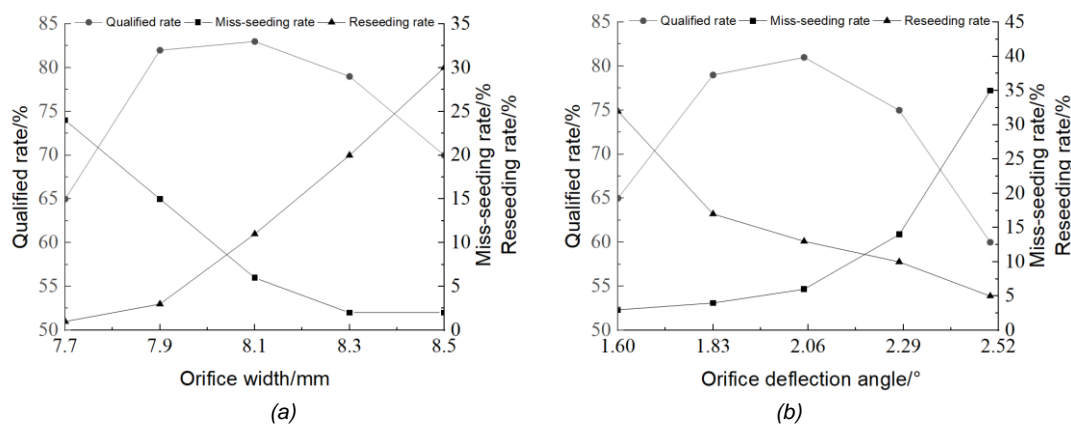 Qualified rate Miss-seeding rate Reseeding rate
85
80
75
70
65
60
55
50
Qualified rate/%
35
30
25
20
15
10
5
0
Miss-seeding rate/%
Reseeding rate/%
7.7 7.9 8.1 8.3 8.5
Orifice width/mm
(a)
Qualified rate Miss-seeding rate Reseeding rate
85
80
75
70
65
60
55
50
Qualified rate/%
45
40
35
30
25
20
15
10
5
0
Miss-seeding rate/%
Reseeding rate/%
1.60 1.83 2.06 2.29 2.52
Orifice deflection angle/°
(b)